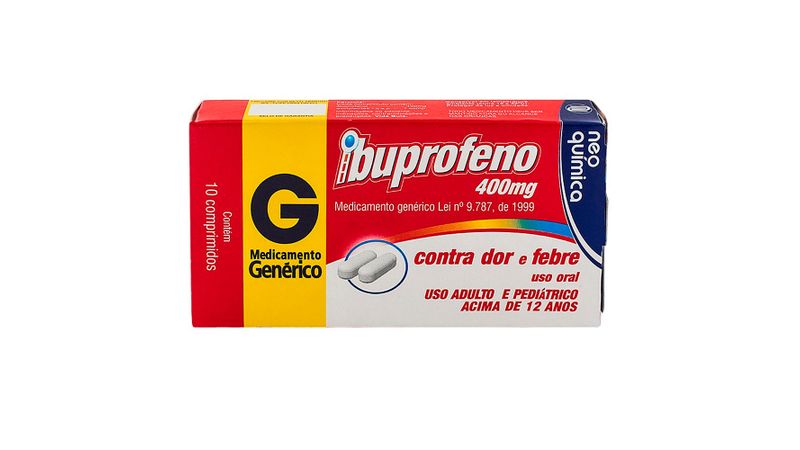 Contém
10 comprimidos
G
Medicamento
Genérico
ibuprofeno
400mg
Medicamento genérico Lei nº 9.787, de 1999
contra dor e febre
uso oral
USO ADULTO E PEDIÁTRICO
ACIMA DE 12 ANOS
neo
química